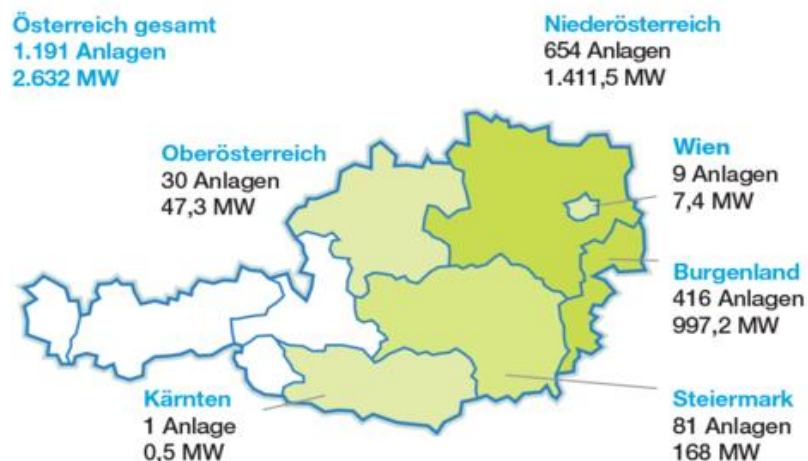 Österreich gesamt
1.191 Anlagen
2.632 MW
Niederösterreich
654 Anlagen
1.411,5 MW
Oberösterreich
30 Anlagen
47,3 MW
Wien
9 Anlagen
7,4 MW
Burgenland
416 Anlagen
997,2 MW
Kärnten
1 Anlage
0,5 MW
Steiermark
81 Anlagen
168 MW